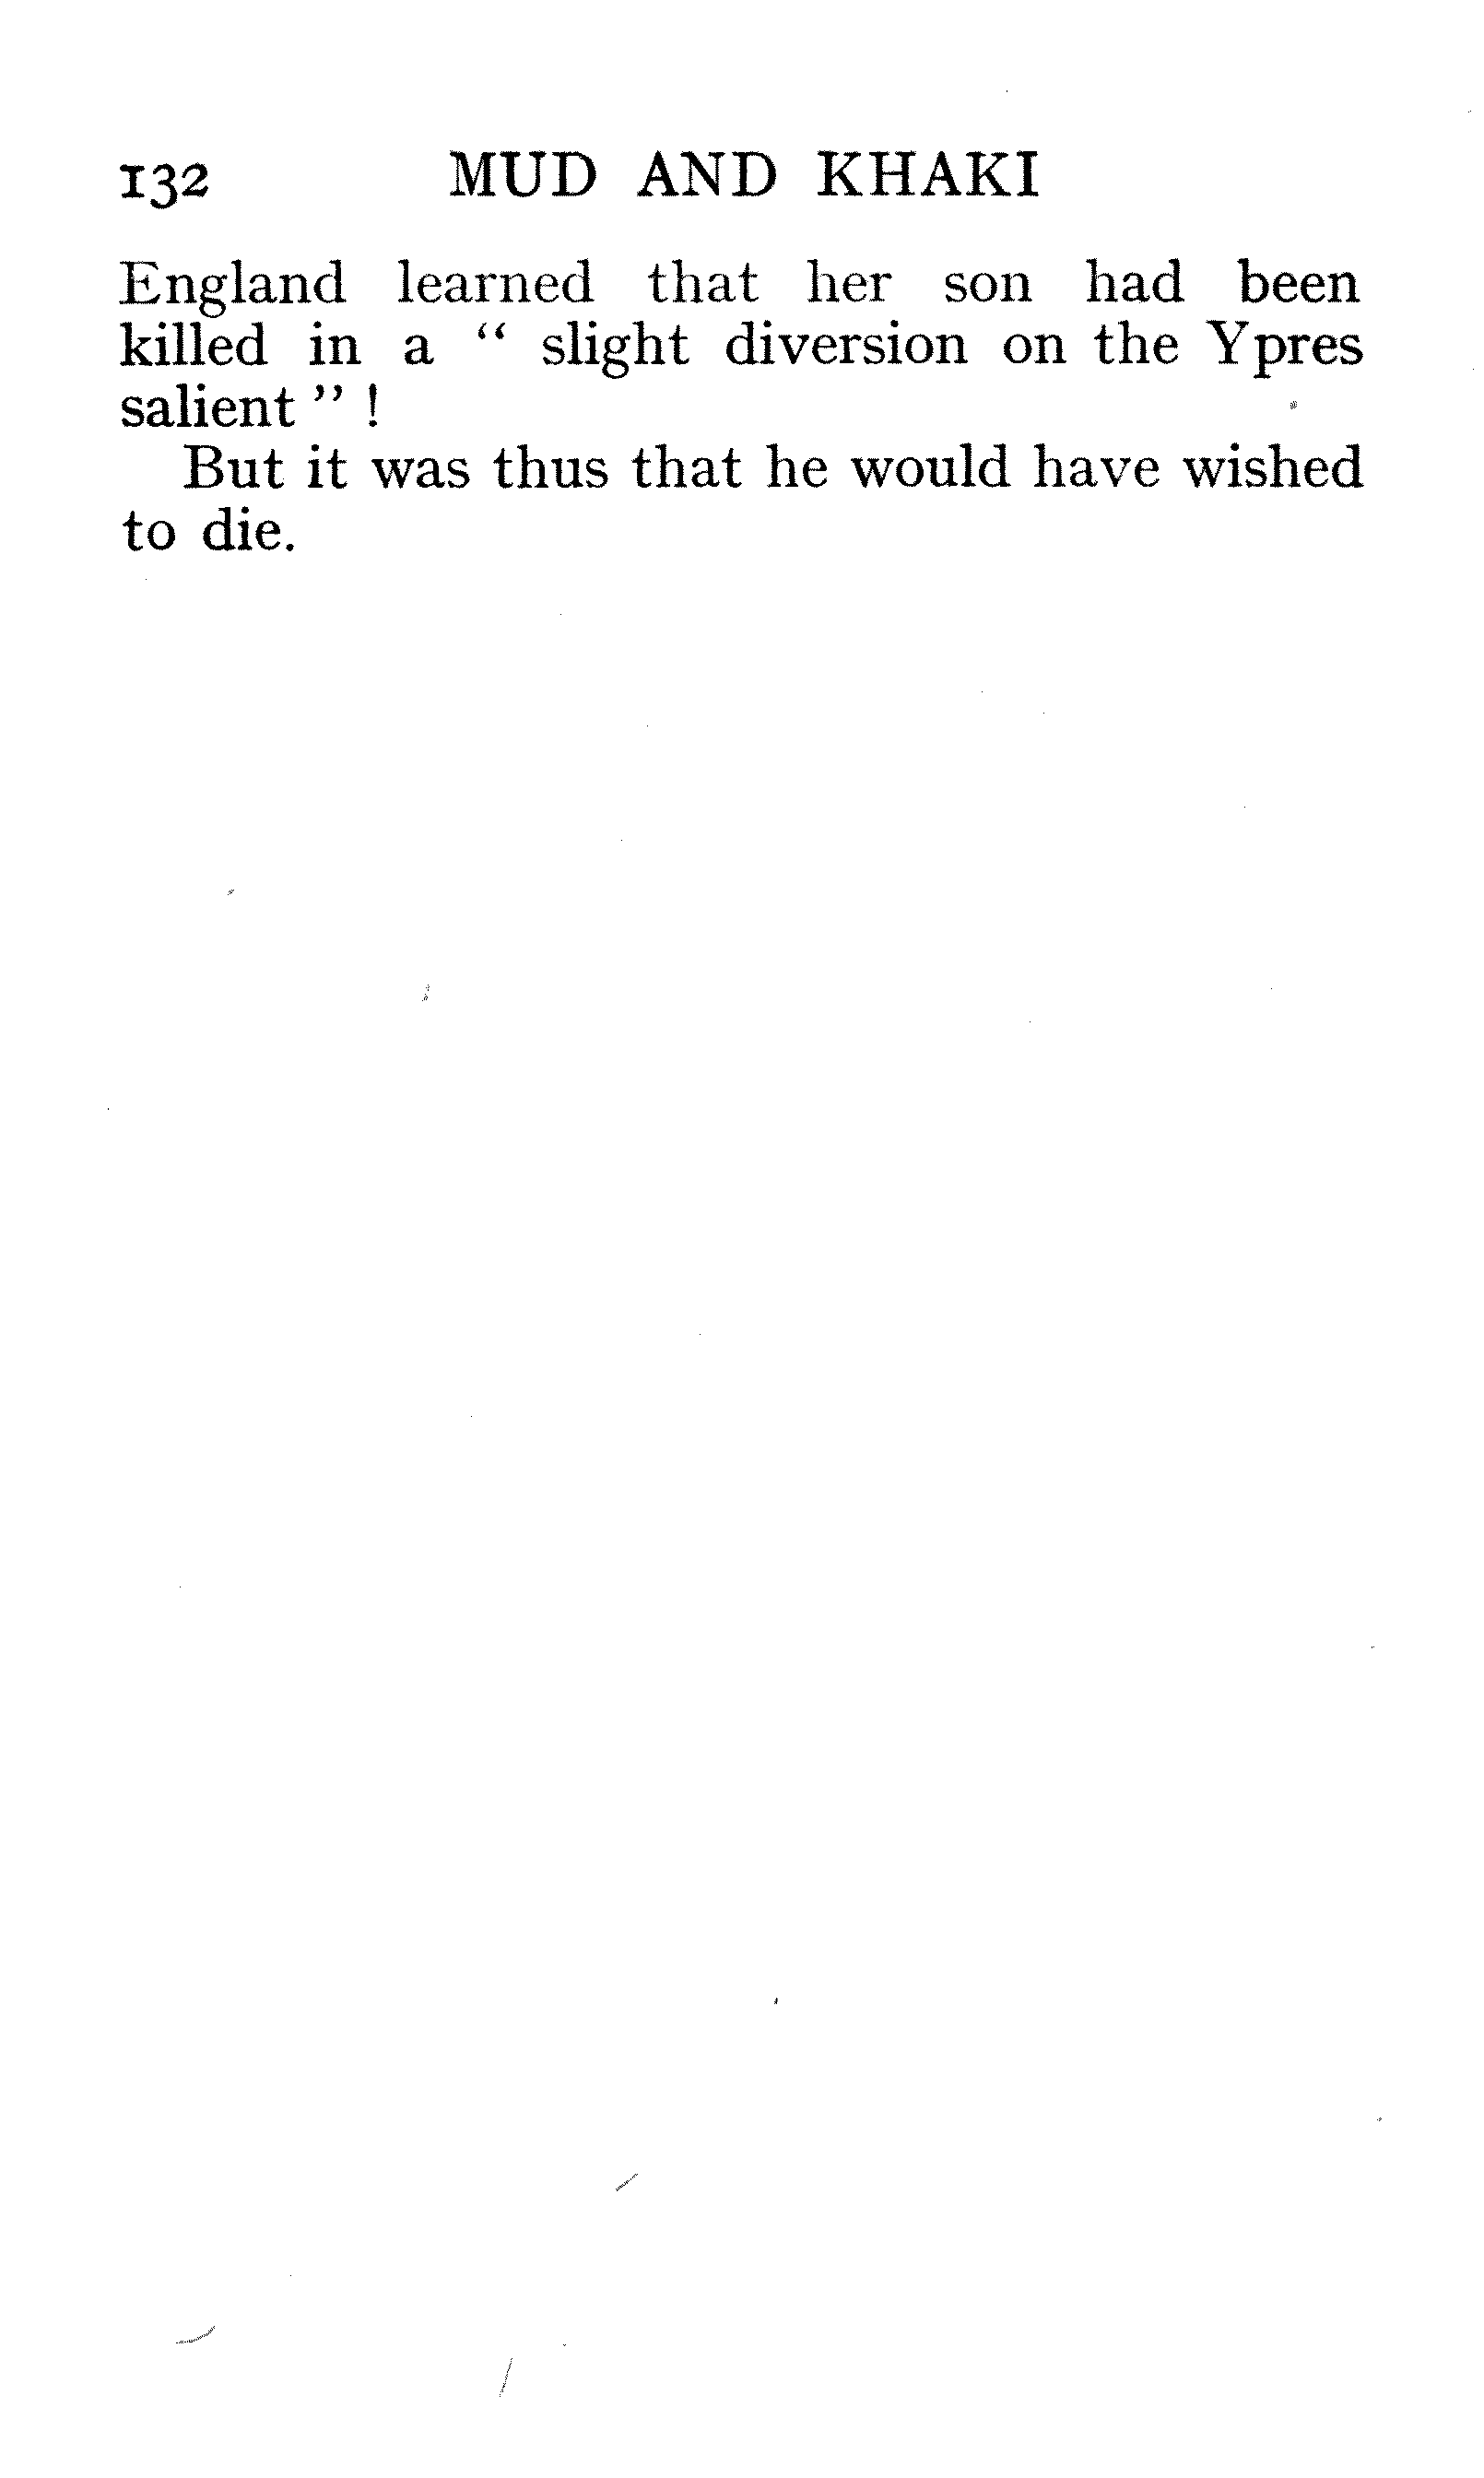 132 MUD AND KHAKI
England learned that her son had been
killed in a " slight diversion on the Ypres
salient " !
But it was thus that he would have wished
to die.